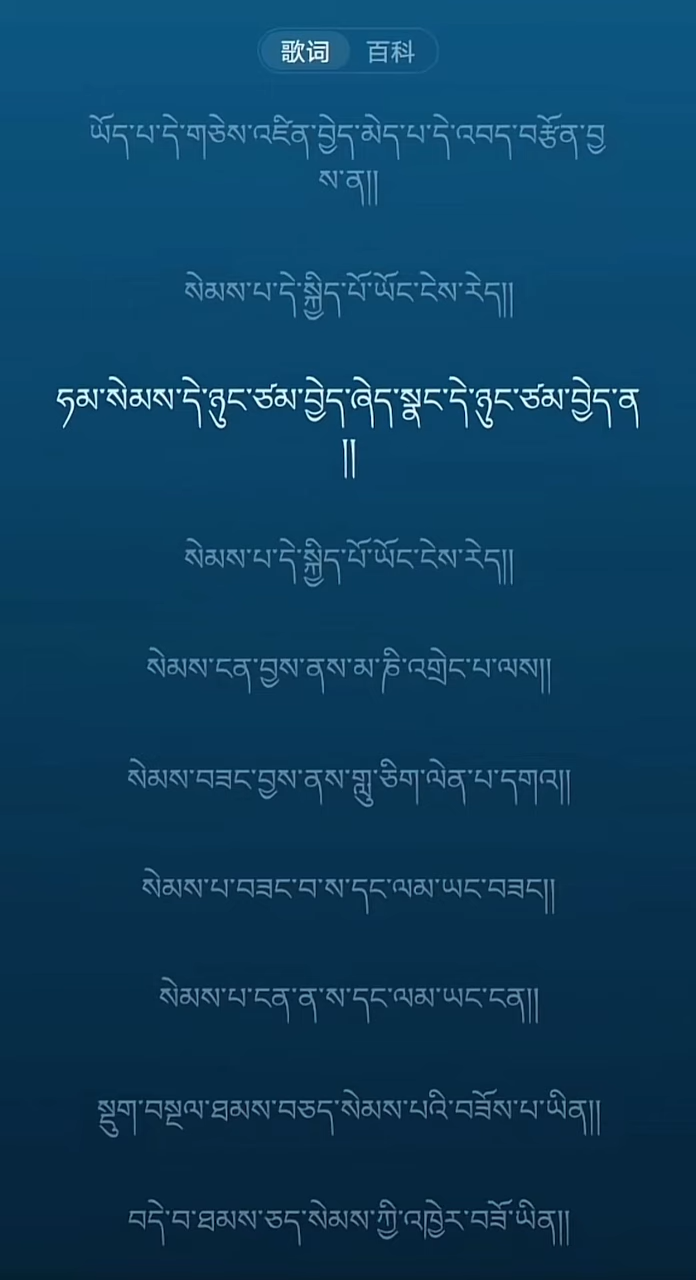 歌词 百科
ཡོད་པ་དེ་གཅེས་འཛིན་བྱེད་མེད་པ་དེ་འབད་བརྩོན་བྱ
ས་ན།།
སེམས་པ་དེ་སྐྱིད་པོ་ཡོང་ངེས་རེད།།
ཧམ་སེམས་དེ་ཉུང་ཙམ་བྱེད་ཞེད་སྣང་དེ་ཉུང་ཙམ་བྱེད་ན
།།
སེམས་པ་དེ་སྐྱིད་པོ་ཡོང་ངེས་རེད།།
སེམས་ངན་བྱས་ནས་མ་ཎི་འགྲེང་པ་ལས།།
སེམས་བཟང་བྱས་ནས་གླུ་ཅིག་ལེན་པ་དགའ།།
སེམས་པ་བཟང་བ་ས་དང་ལམ་ཡང་བཟང།།
སེམས་པ་ངན་ན་ས་དང་ལམ་ཡང་ངན།།
སྡུག་བསྔལ་ཐམས་བཅད་སེམས་པའི་བཟོས་པ་ཡིན།།
བདེ་བ་ཐམས་ཅད་སེམས་ཀྱི་འཁྱེར་བཟོ་ཡིན།།